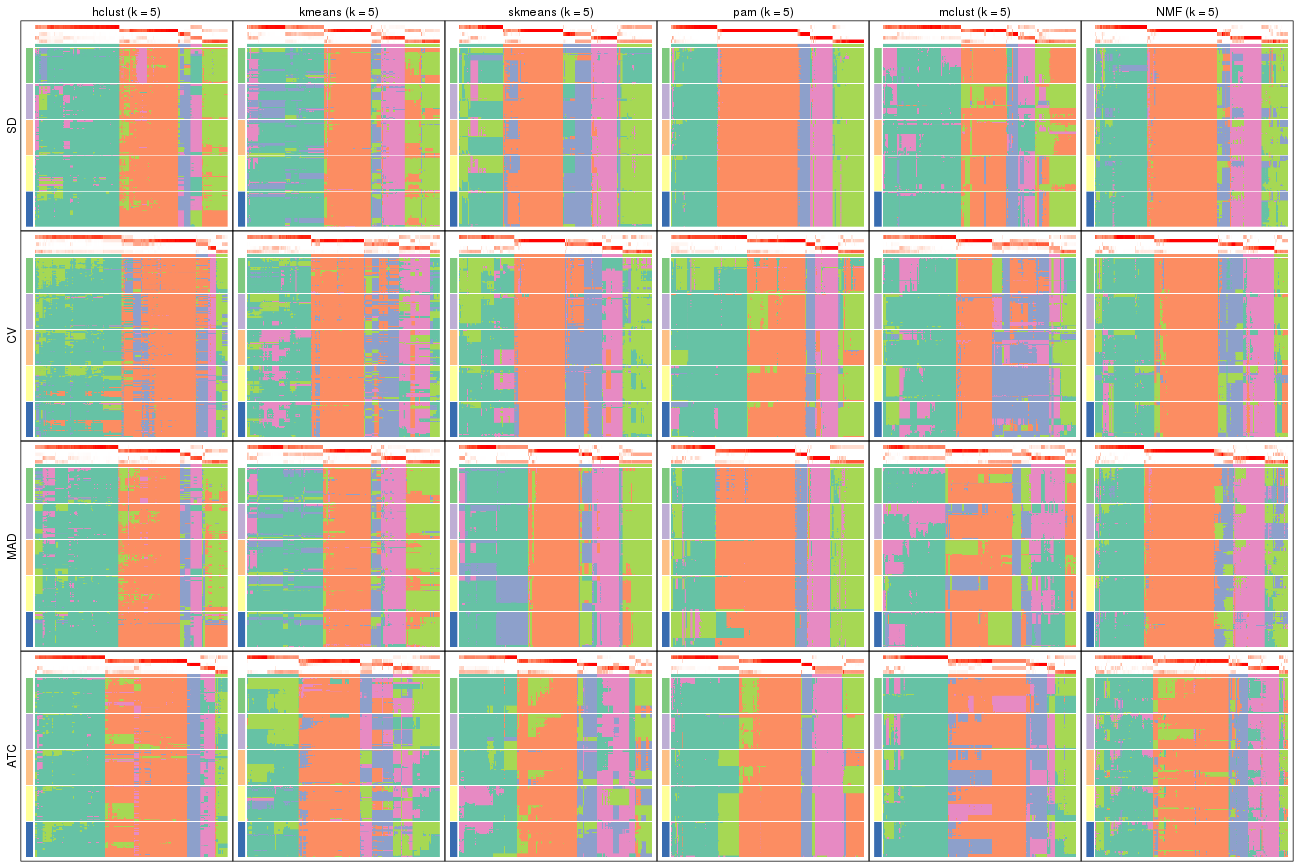 hclust (k = 5) kmeans (k = 5) skmeans (k = 5) pam (k = 5) mclust (k = 5) NMF (k = 5)
SD
CV
MAD
ATC